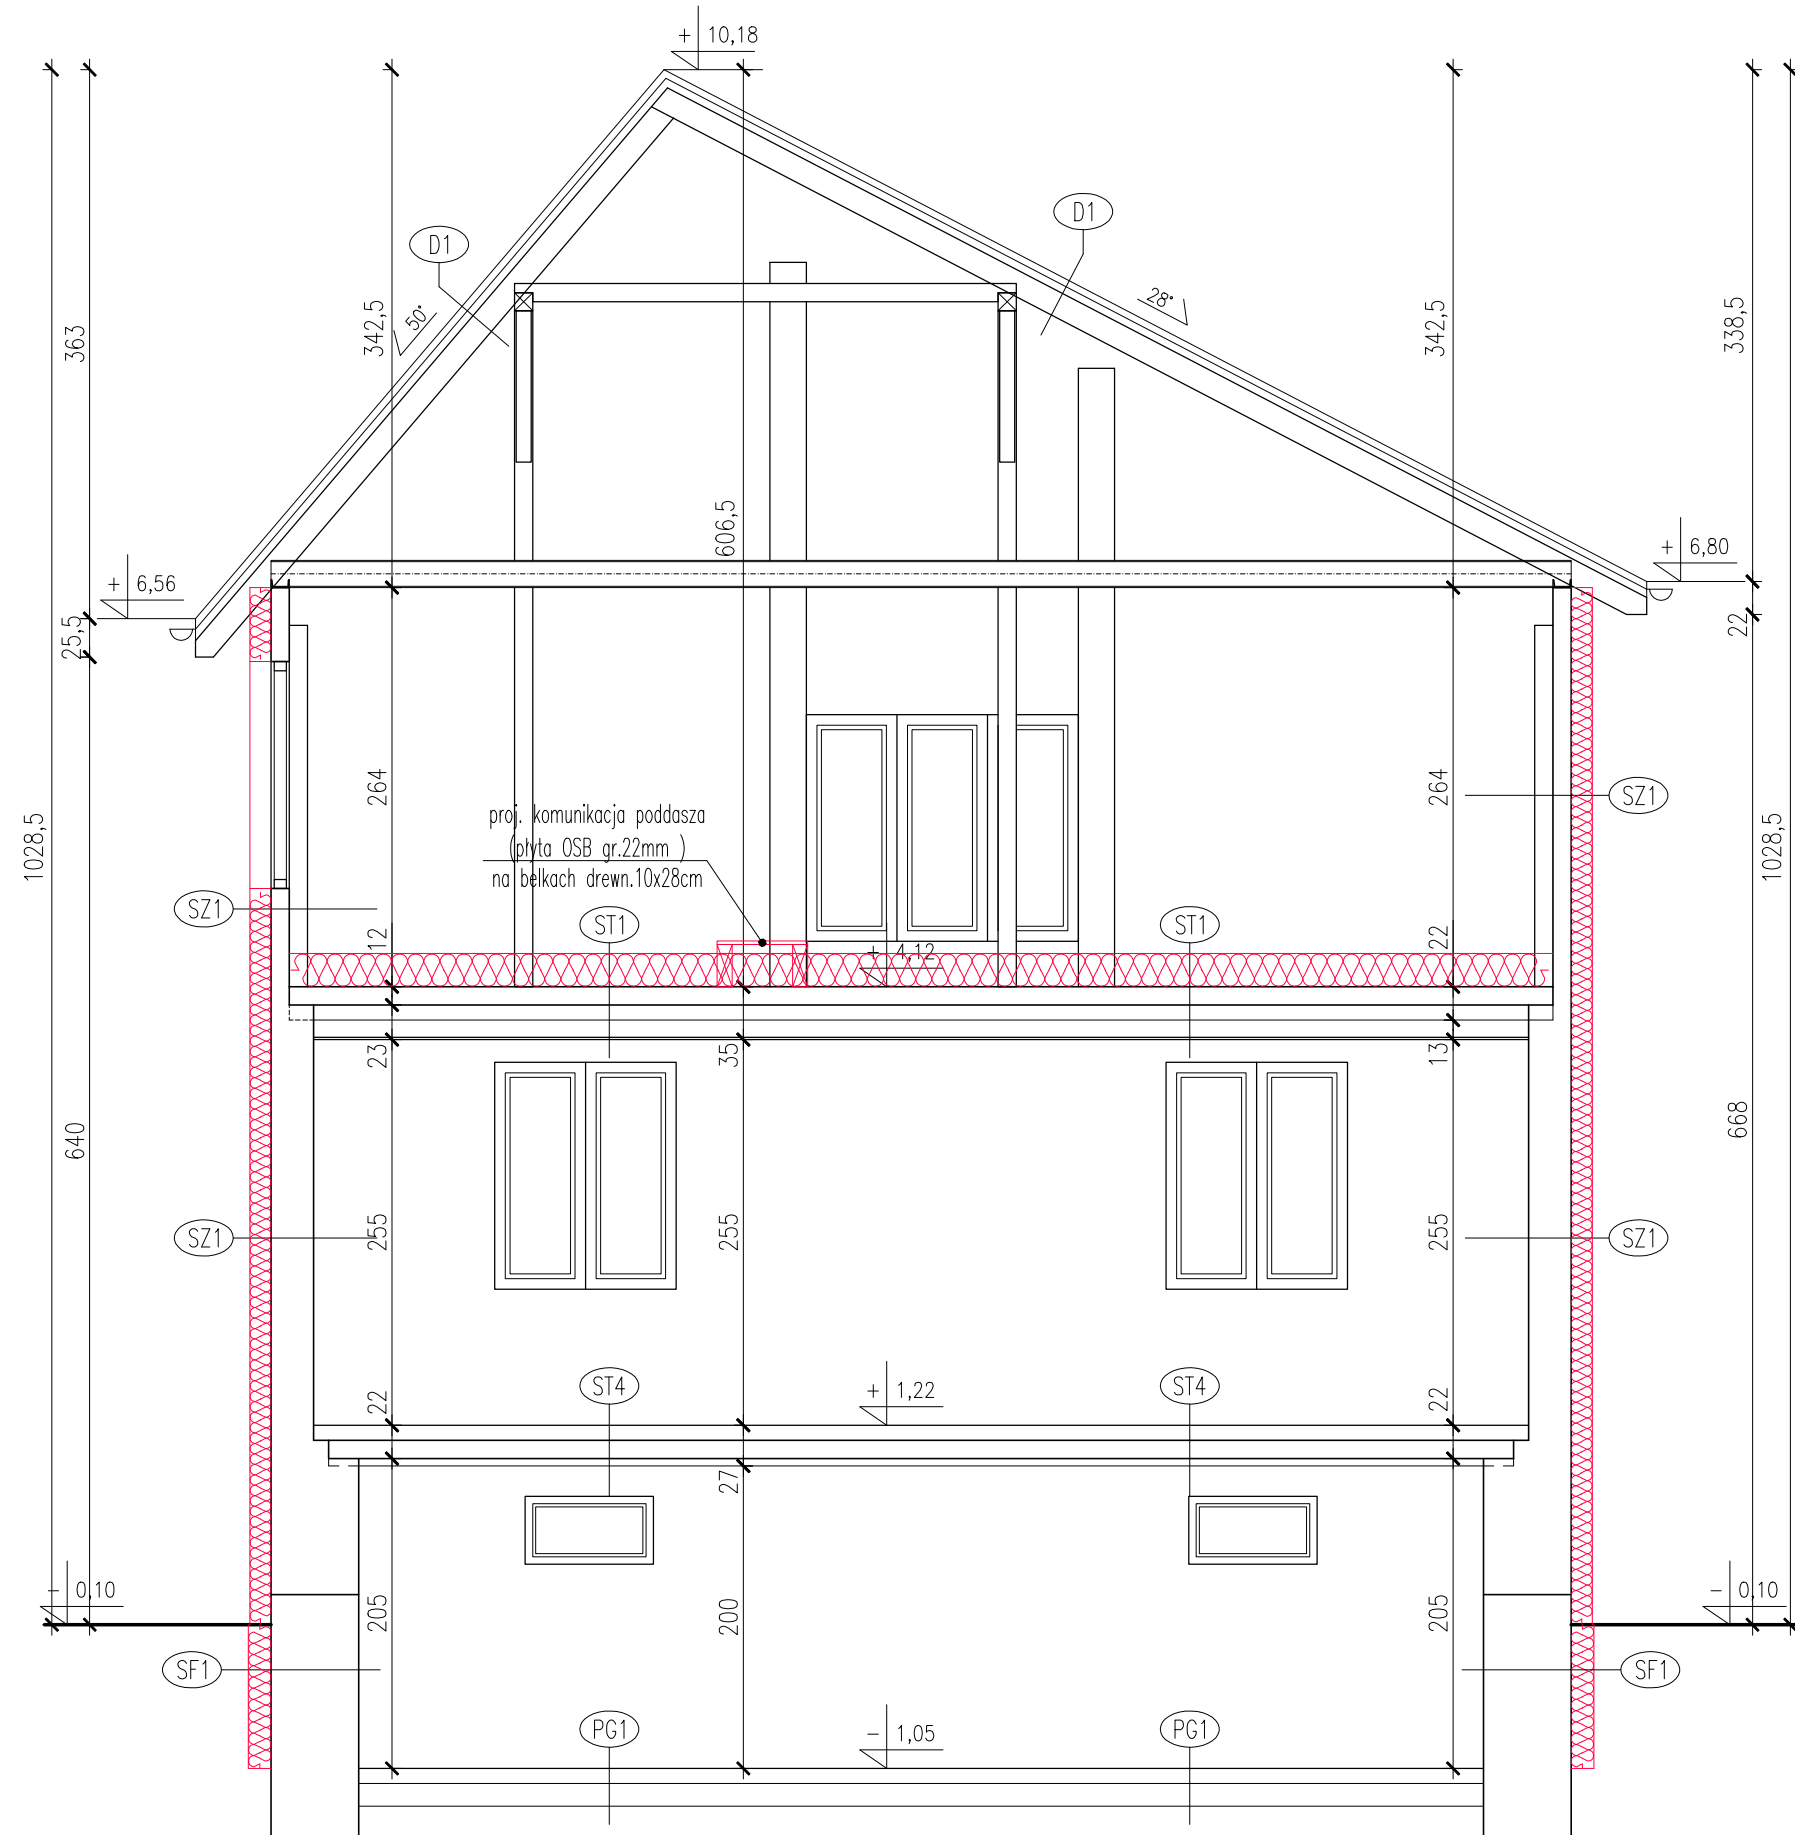 + 10,18
D1
D1
50°
28°
363
342,5
342,5
338,5
606,5
+ 6,56
+ 6,80
25,5
22
264
264
SZ1
1028,5
1028,5
proj. komunikacja poddasza
(płyta OSB gr.22mm )
na belkach drewn.10x28cm
SZ1
ST1
ST1
12
22
+ 4,12
23
35
13
640
668
SZ1
255
255
255
SZ1
ST4
ST4
22
+ 1,22
22
27
- 0,10
- 0,10
205
200
205
SF1
SF1
PG1
- 1,05
PG1